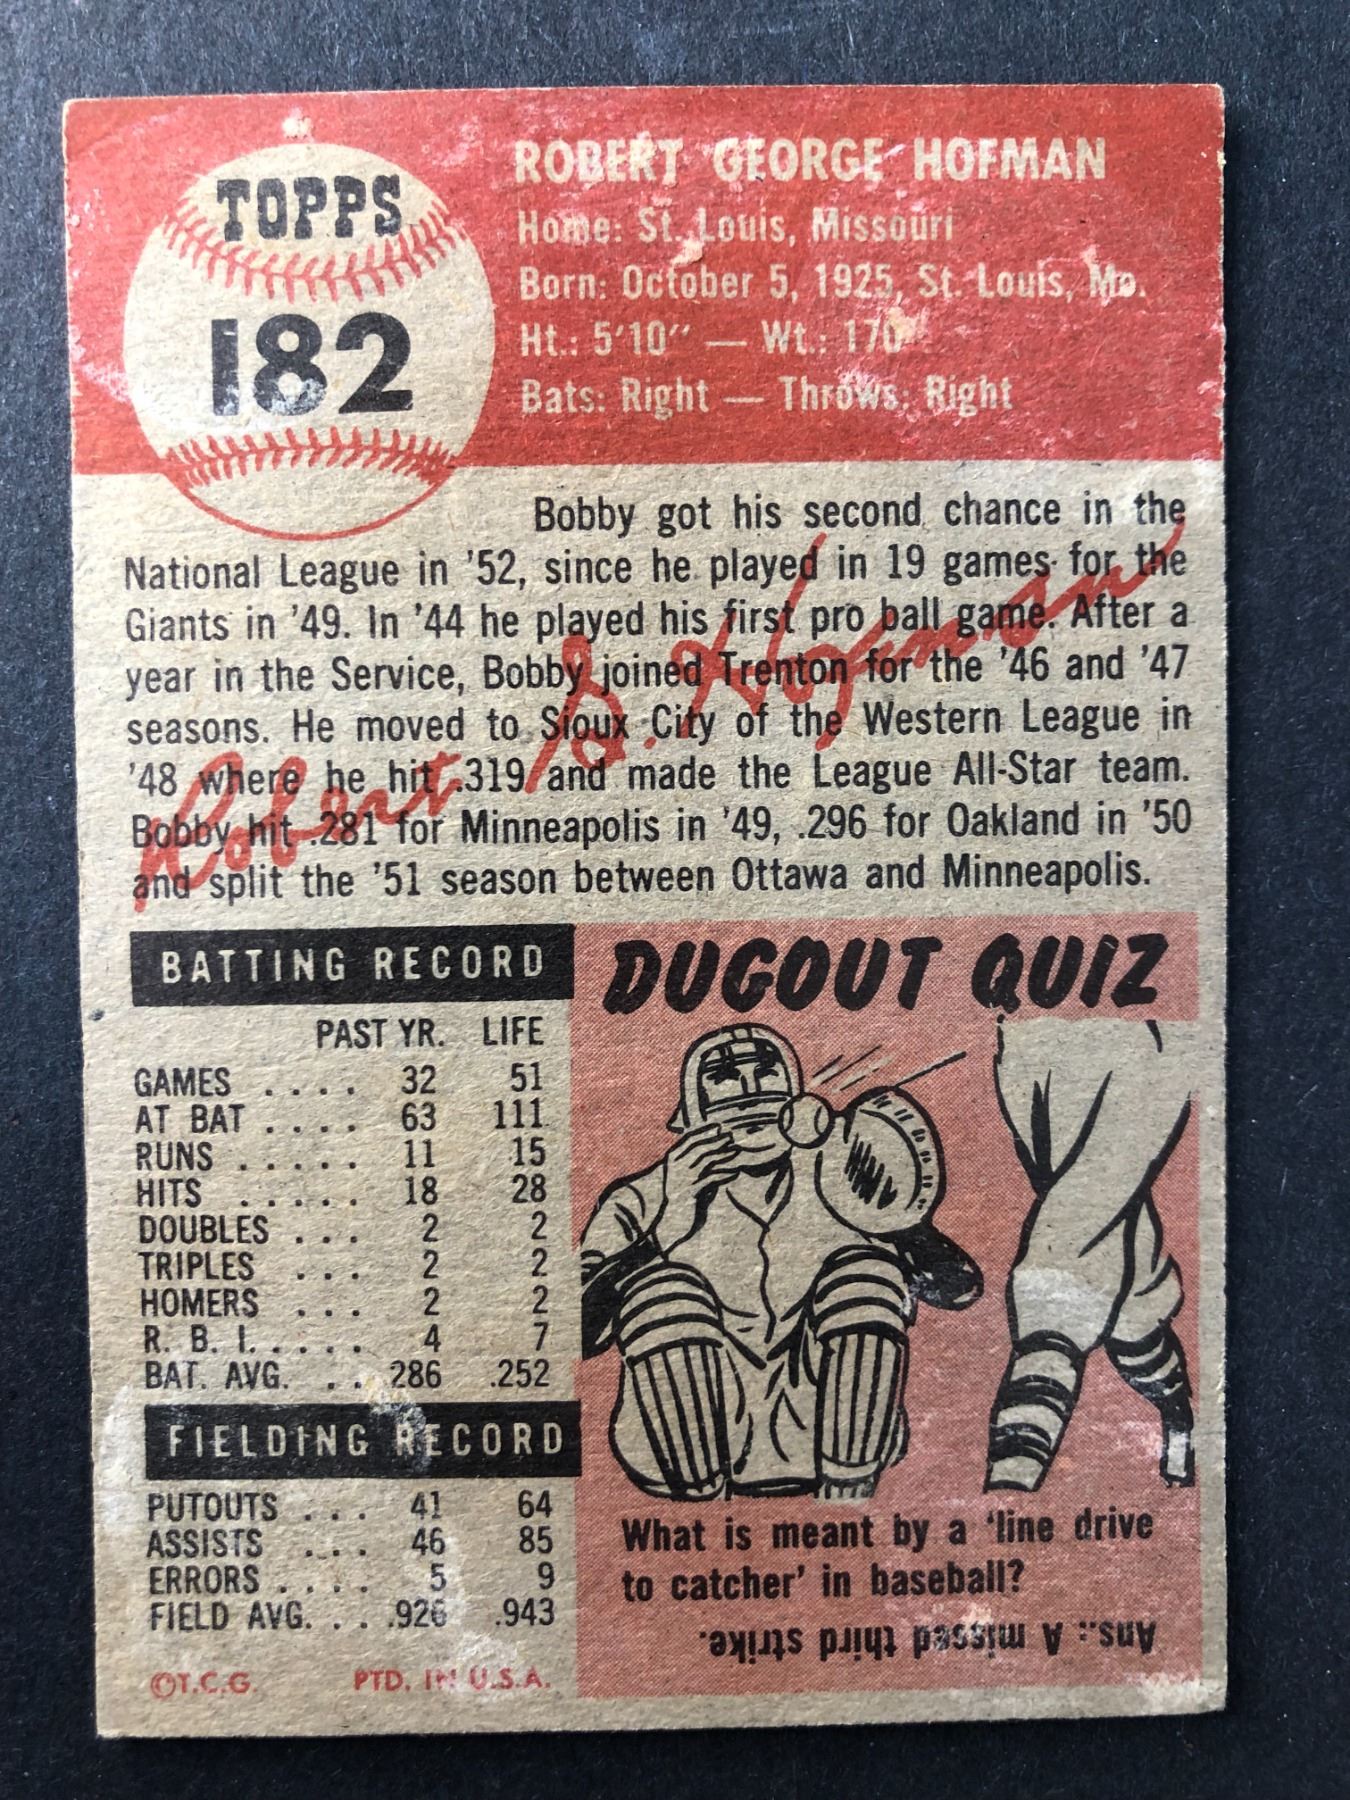 TOPPS
182
ROBERT GEORGE HOFMAN
Home: St. Louis, Missouri
Born: October 5, 1925, St. Louis, Mo.
Ht.: 5'10" — Wt.: 170
Bats: Right — Throws: Right
Bobby got his second chance in the
National League in '52, since he played in 19 games for the
Giants in '49. In '44 he played his first pro ball game. After a
year in the Service, Bobby joined Trenton for the '46 and '47
seasons. He moved to Sioux City of the Western League in
'48 where he hit .319 and made the League All-Star team.
Bobby hit .281 for Minneapolis in '49, .296 for Oakland in '50
and split the '51 season between Ottawa and Minneapolis.
Robert G. Hofman
BATTING RECORD
PAST YR. LIFE
GAMES .... 32 51
AT BAT .... 63 111
RUNS ..... 11 15
HITS ..... 18 28
DOUBLES ... 2 2
TRIPLES ... 2 2
HOMERS ... 2 2
R. B. I. .... 4 7
BAT. AVG. .. .286 .252
FIELDING RECORD
PUTOUTS ... 41 64
ASSISTS ... 46 85
ERRORS .... 5 9
FIELD AVG. ... .926 .943
©T.C.G. PTD. IN U.S.A.
DUGOUT QUIZ
What is meant by a 'line drive
to catcher' in baseball?
Ans.: A missed third strike.